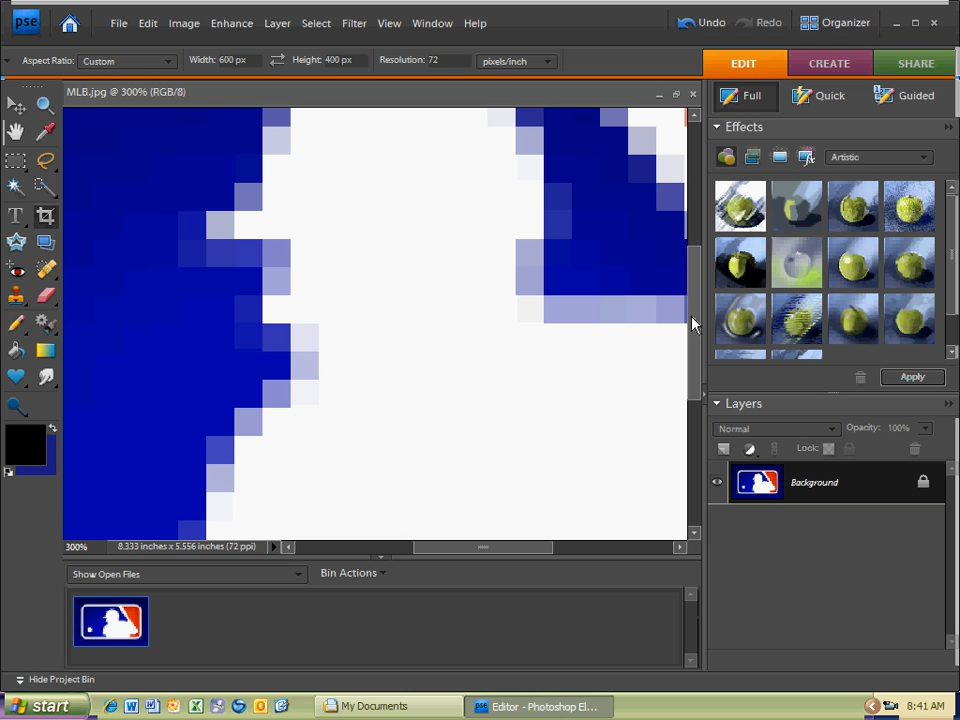 pse File Edit Image Enhance Layer Select Filter View Window Help Undo Redo Organizer
Aspect Ratio: Custom Width: 600 px Height: 400 px Resolution: 72 pixels/inch EDIT CREATE SHARE
MLB.jpg @ 300% (RGB/8)
Full Quick Guided
Effects
Artistic
Apply
Layers
Normal Opacity: 100%
Lock:
Background
300% 8.333 inches x 5.556 inches (72 ppi)
Show Open Files Bin Actions
Hide Project Bin
start My Documents pse Editor - Photoshop El... 8:41 AM